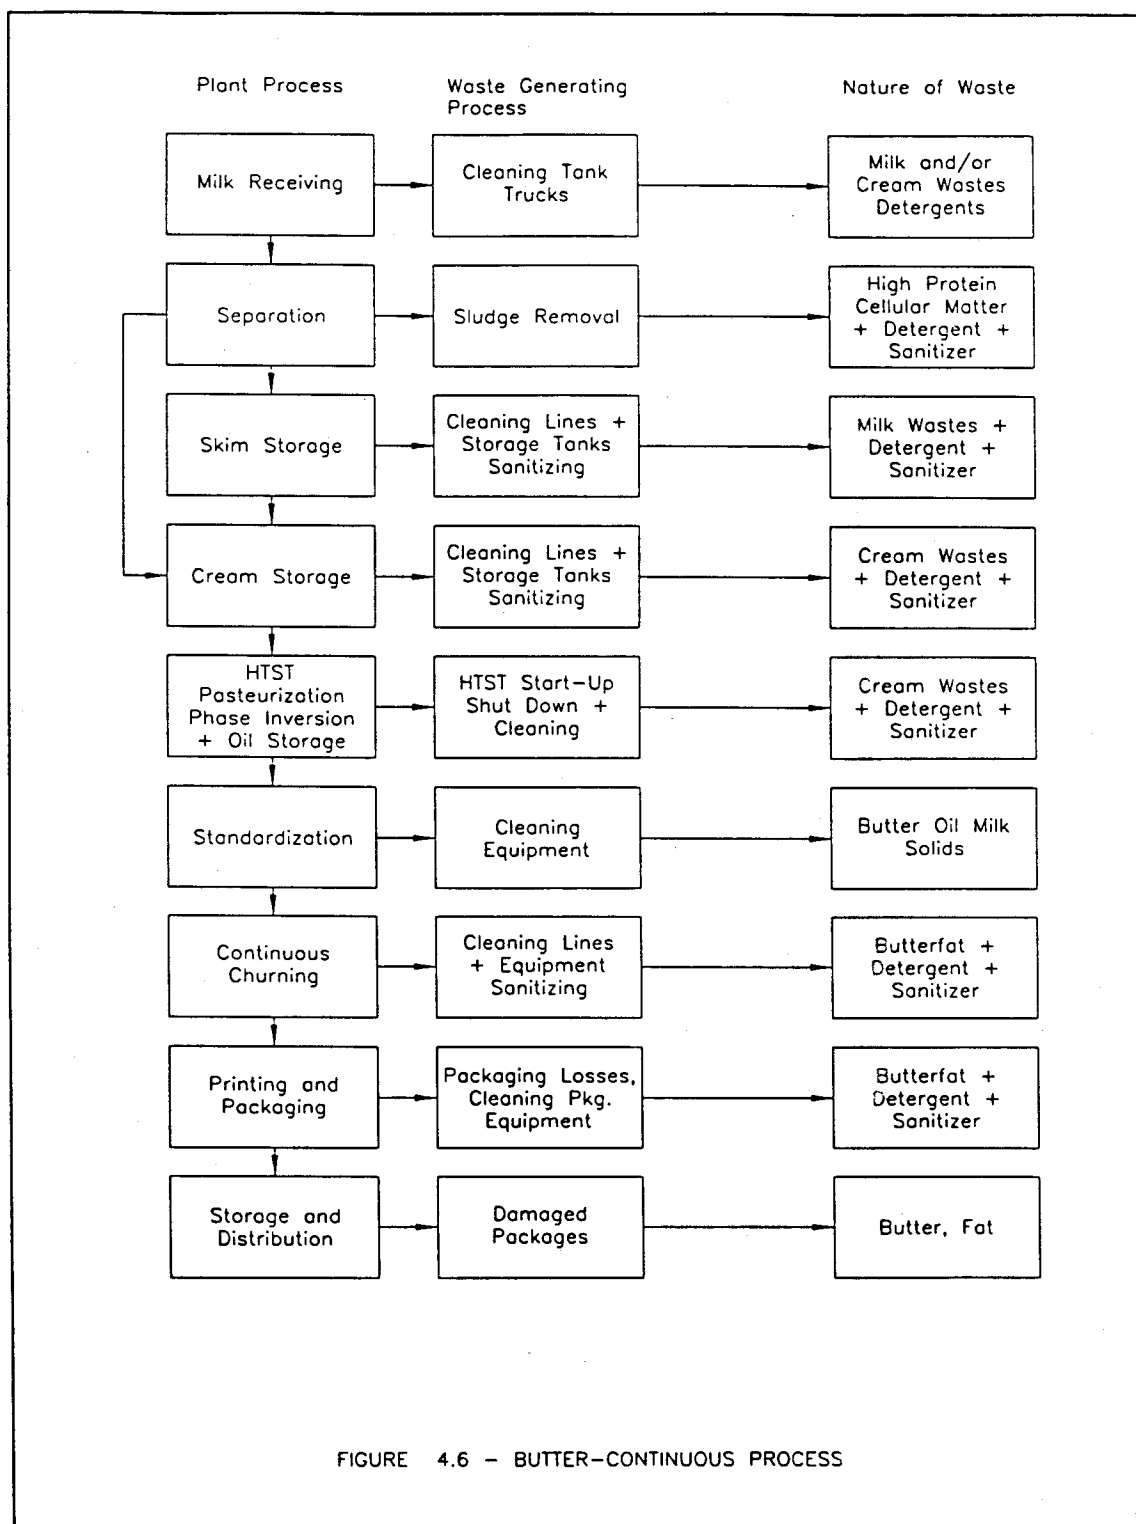 Plant Process
Waste Generating
Process
Nature of Waste
Milk Receiving
Cleaning Tank
Trucks
Milk and/or
Cream Wastes
Detergents
Separation
Sludge Removal
High Protein
Cellular Matter
+ Detergent +
Sanitizer
Skim Storage
Cleaning Lines +
Storage Tanks
Sanitizing
Milk Wastes +
Detergent +
Sanitizer
Cream Storage
Cleaning Lines +
Storage Tanks
Sanitizing
Cream Wastes
+ Detergent +
Sanitizer
HTST
Pasteurization
Phase Inversion
+ Oil Storage
HTST Start-Up
Shut Down +
Cleaning
Cream Wastes
+ Detergent +
Sanitizer
Standardization
Cleaning
Equipment
Butter Oil Milk
Solids
Continuous
Churning
Cleaning Lines
+ Equipment
Sanitizing
Butterfat +
Detergent +
Sanitizer
Printing and
Packaging
Packaging Losses,
Cleaning Pkg.
Equipment
Butterfat +
Detergent +
Sanitizer
Storage and
Distribution
Damaged
Packages
Butter, Fat
FIGURE 4.6 - BUTTER-CONTINUOUS PROCESS